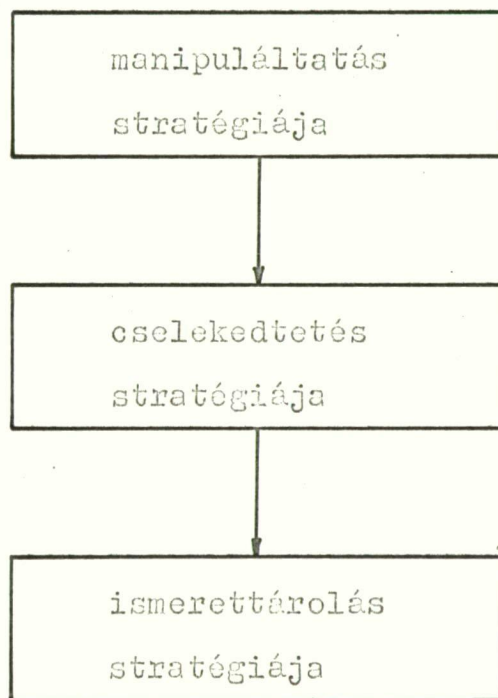 manipuláltatás
stratégiája
cselekedtetés
stratégiája
ismerettárolás
stratégiája